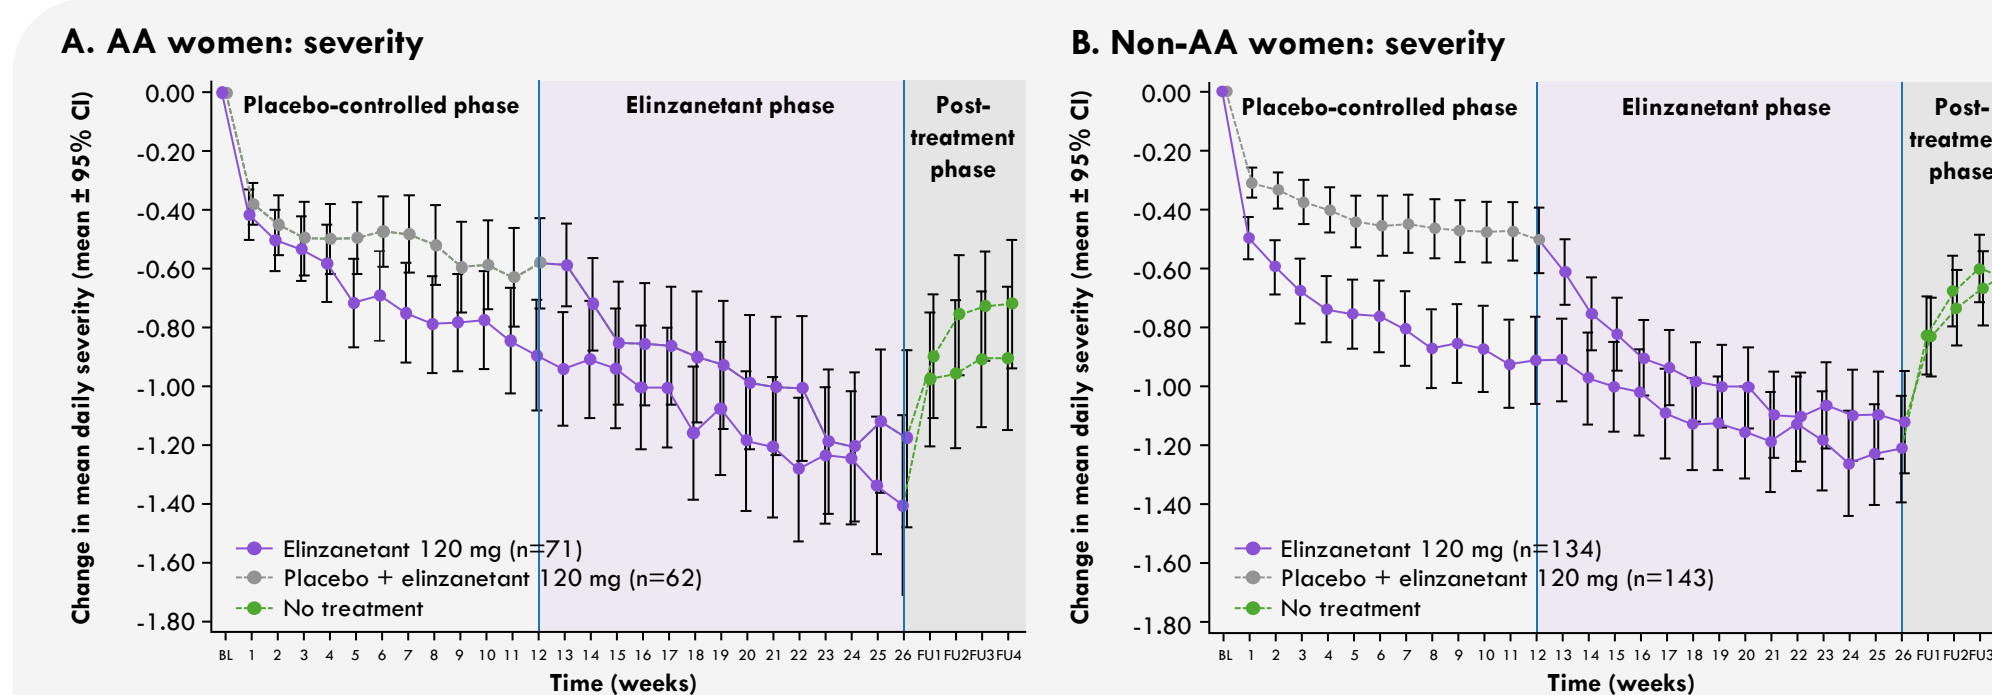 A. AA women: severity
Change in mean daily severity (mean ± 95% CI)
0.00
-0.20
-0.40
-0.60
-0.80
-1.00
-1.20
-1.40
-1.60
-1.80
Placebo-controlled phase
Elinzanetant phase
Post-
treatment
phase
Elinzanetant 120 mg (n=71)
Placebo + elinzanetant 120 mg (n=62)
No treatment
BL 1 2 3 4 5 6 7 8 9 10 11 12 13 14 15 16 17 18 19 20 21 22 23 24 25 26 FU1 FU2 FU3 FU4
Time (weeks)
B. Non-AA women: severity
Change in mean daily severity (mean ± 95% CI)
0.00
-0.20
-0.40
-0.60
-0.80
-1.00
-1.20
-1.40
-1.60
-1.80
Placebo-controlled phase
Elinzanetant phase
Post-
treatme
phase
Elinzanetant 120 mg (n=134)
Placebo + elinzanetant 120 mg (n=143)
No treatment
BL 1 2 3 4 5 6 7 8 9 10 11 12 13 14 15 16 17 18 19 20 21 22 23 24 25 26 FU1 FU2 FU3
Time (weeks)